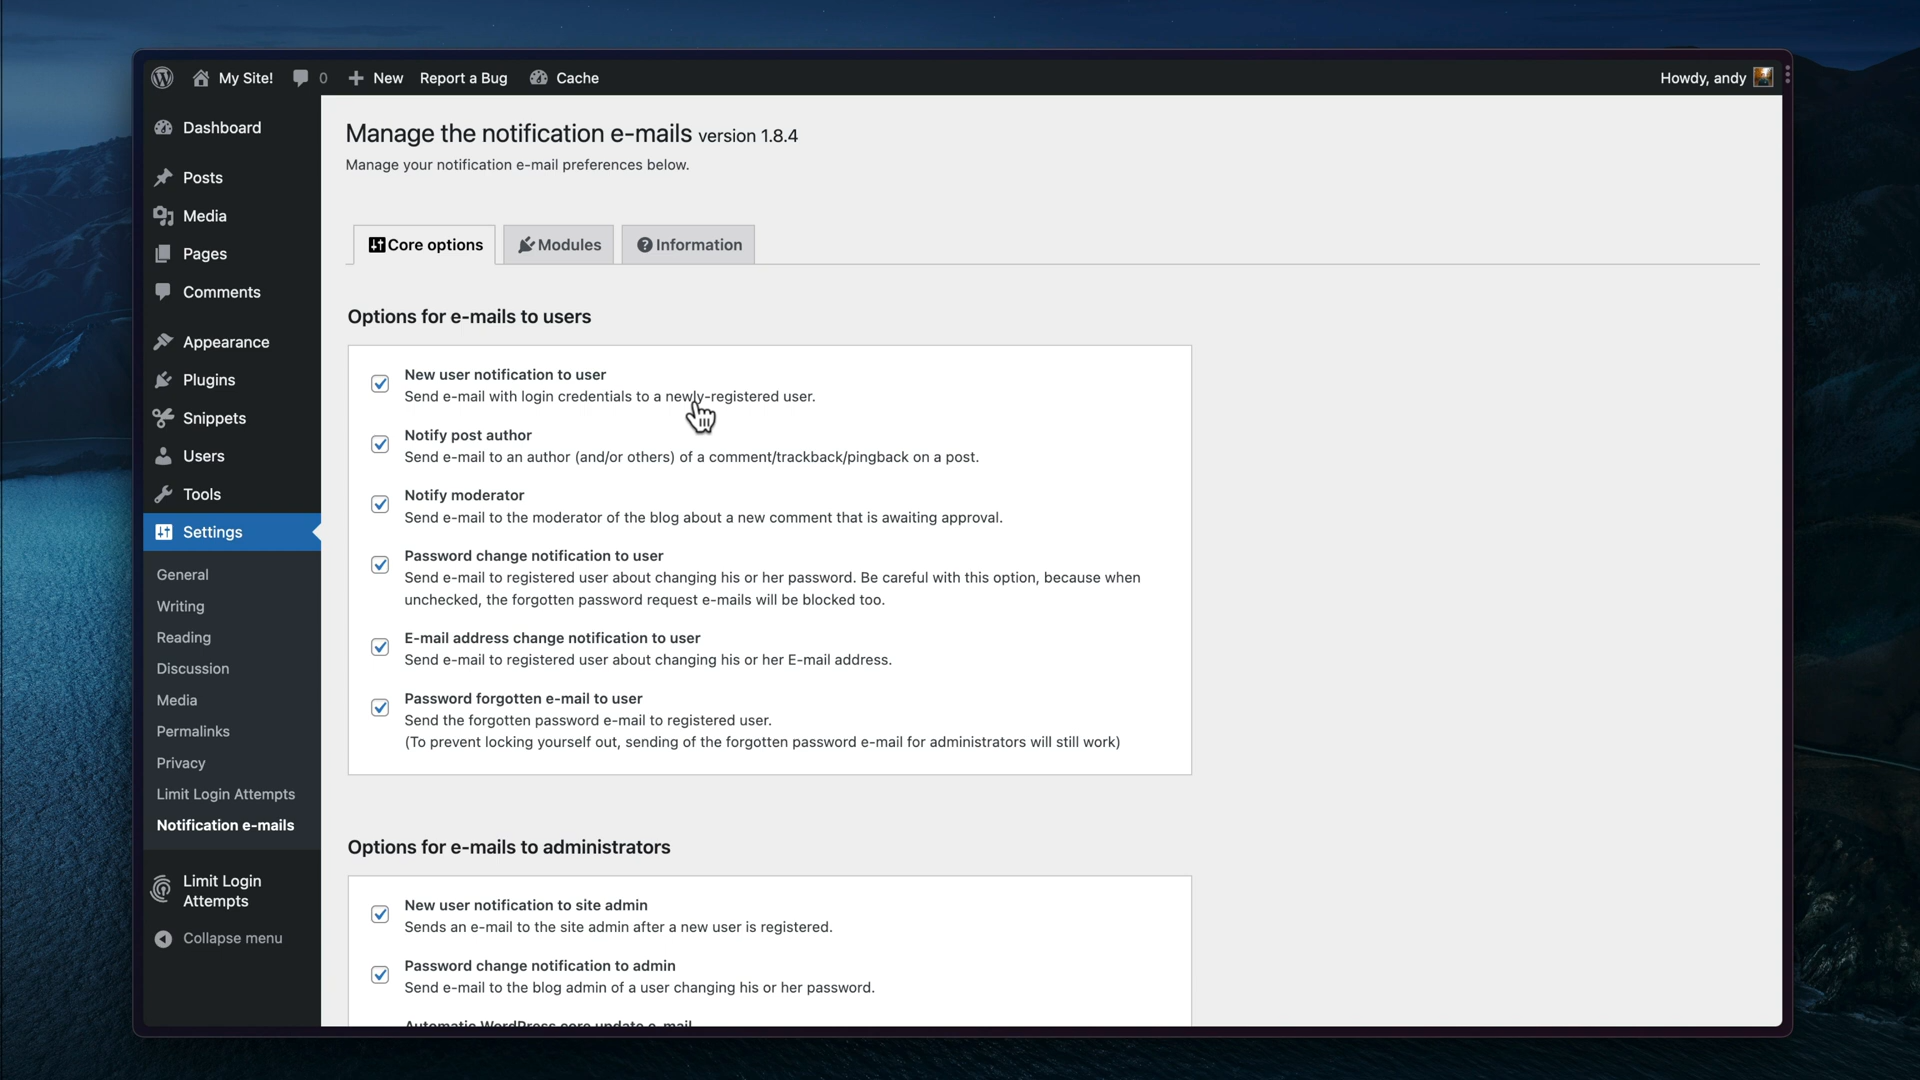 My Site!
0
New
Report a Bug
Cache
Howdy, andy
Dashboard
Posts
Media
Pages
Comments
Appearance
Plugins
Snippets
Users
Tools
Settings
General
Writing
Reading
Discussion
Media
Permalinks
Privacy
Limit Login Attempts
Notification e-mails
Limit Login
Attempts
Collapse menu
Manage the notification e-mails version 1.8.4
Manage your notification e-mail preferences below.
Core options
Modules
Information
Options for e-mails to users
New user notification to user
Send e-mail with login credentials to a newly-registered user.
Notify post author
Send e-mail to an author (and/or others) of a comment/trackback/pingback on a post.
Notify moderator
Send e-mail to the moderator of the blog about a new comment that is awaiting approval.
Password change notification to user
Send e-mail to registered user about changing his or her password. Be careful with this option, because when
unchecked, the forgotten password request e-mails will be blocked too.
E-mail address change notification to user
Send e-mail to registered user about changing his or her E-mail address.
Password forgotten e-mail to user
Send the forgotten password e-mail to registered user.
(To prevent locking yourself out, sending of the forgotten password e-mail for administrators will still work)
Options for e-mails to administrators
New user notification to site admin
Sends an e-mail to the site admin after a new user is registered.
Password change notification to admin
Send e-mail to the blog admin of a user changing his or her password.
Automatic WordPress core update e-mail